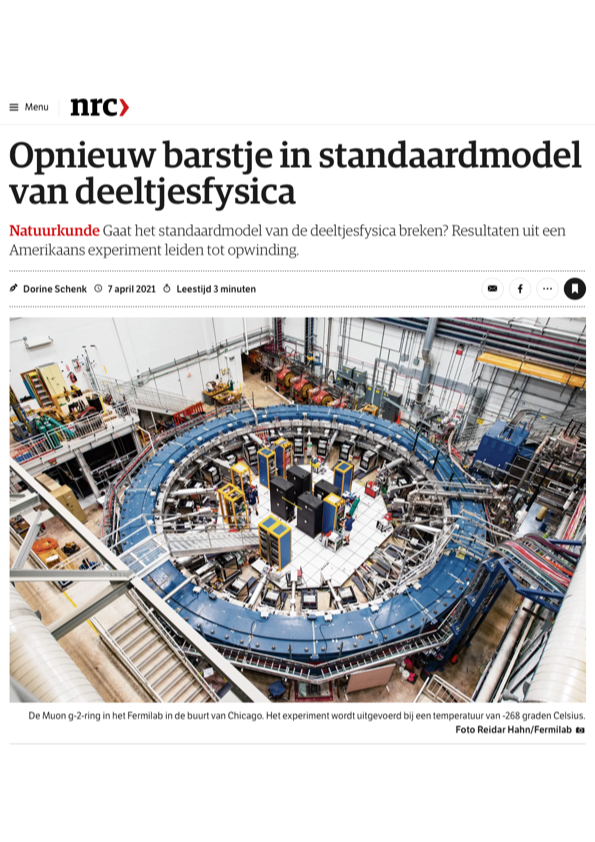 Menu nrc>
Opnieuw barstje in standaardmodel
van deeltjesfysica
Natuurkunde Gaat het standaardmodel van de deeltjesfysica breken? Resultaten uit een
Amerikaans experiment leiden tot opwinding.
Dorine Schenk 7 april 2021 Leestijd 3 minuten
De Muon g-2-ring in het Fermilab in de buurt van Chicago. Het experiment wordt uitgevoerd bij een temperatuur van -268 graden Celsius.
Foto Reidar Hahn/Fermilab